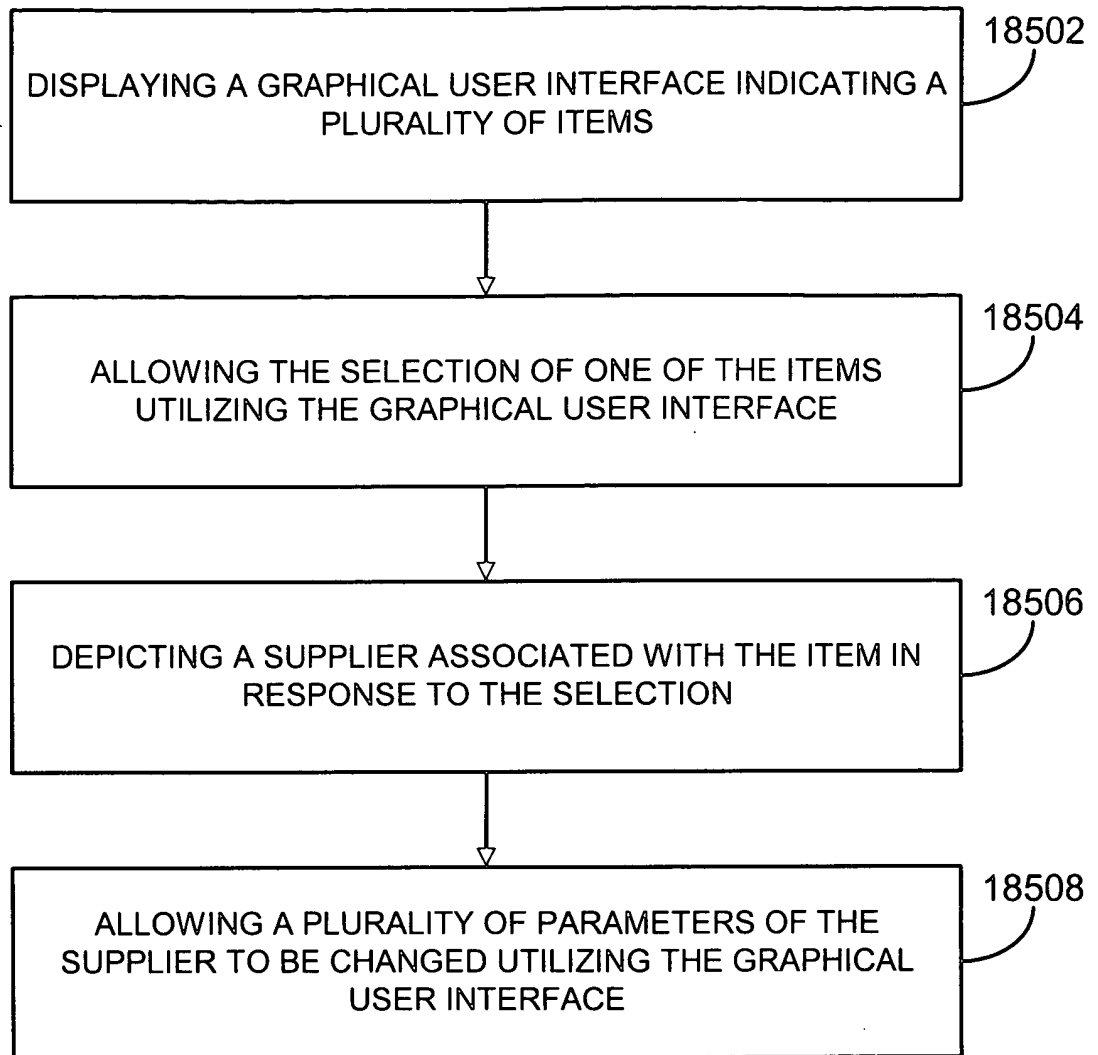 18502
DISPLAYING A GRAPHICAL USER INTERFACE INDICATING A
PLURALITY OF ITEMS
18504
ALLOWING THE SELECTION OF ONE OF THE ITEMS
UTILIZING THE GRAPHICAL USER INTERFACE
18506
DEPICTING A SUPPLIER ASSOCIATED WITH THE ITEM IN
RESPONSE TO THE SELECTION
18508
ALLOWING A PLURALITY OF PARAMETERS OF THE
SUPPLIER TO BE CHANGED UTILIZING THE GRAPHICAL
USER INTERFACE